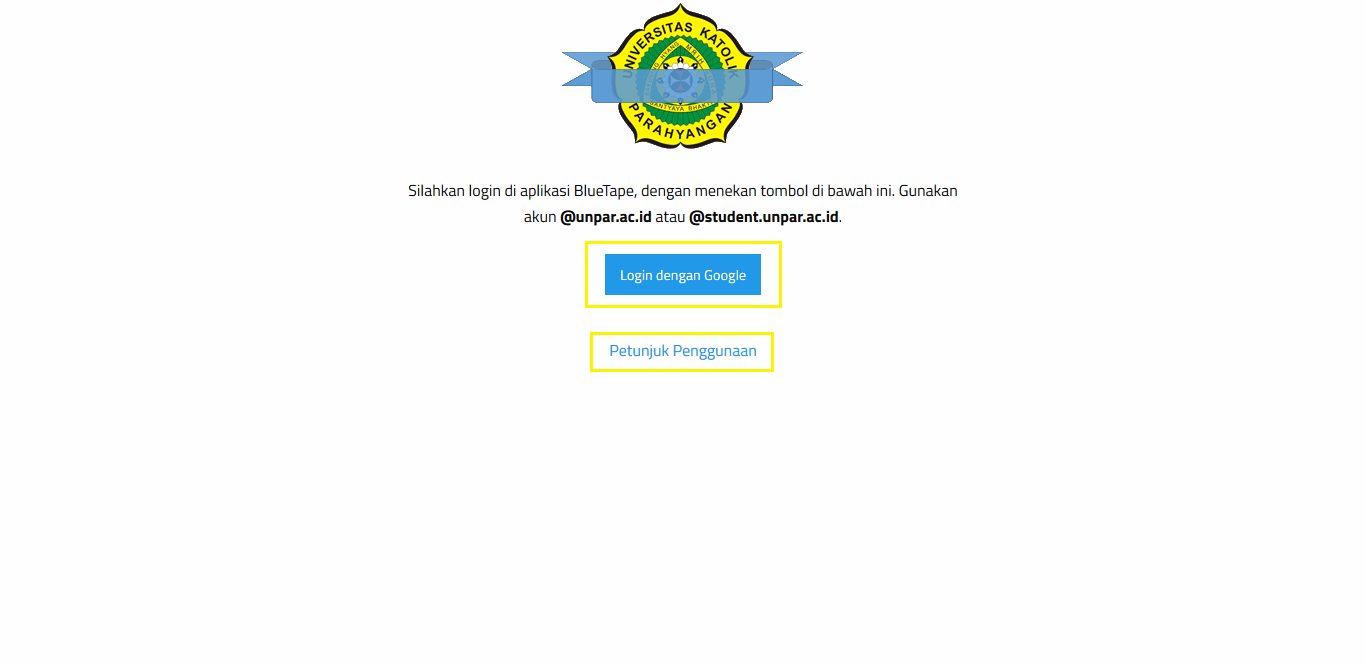 UNIVERSITAS KATOLIK
PARAHYANGAN
Silahkan login di aplikasi BlueTape, dengan menekan tombol di bawah ini. Gunakan
akun @unpar.ac.id atau @student.unpar.ac.id.
Login dengan Google
Petunjuk Penggunaan